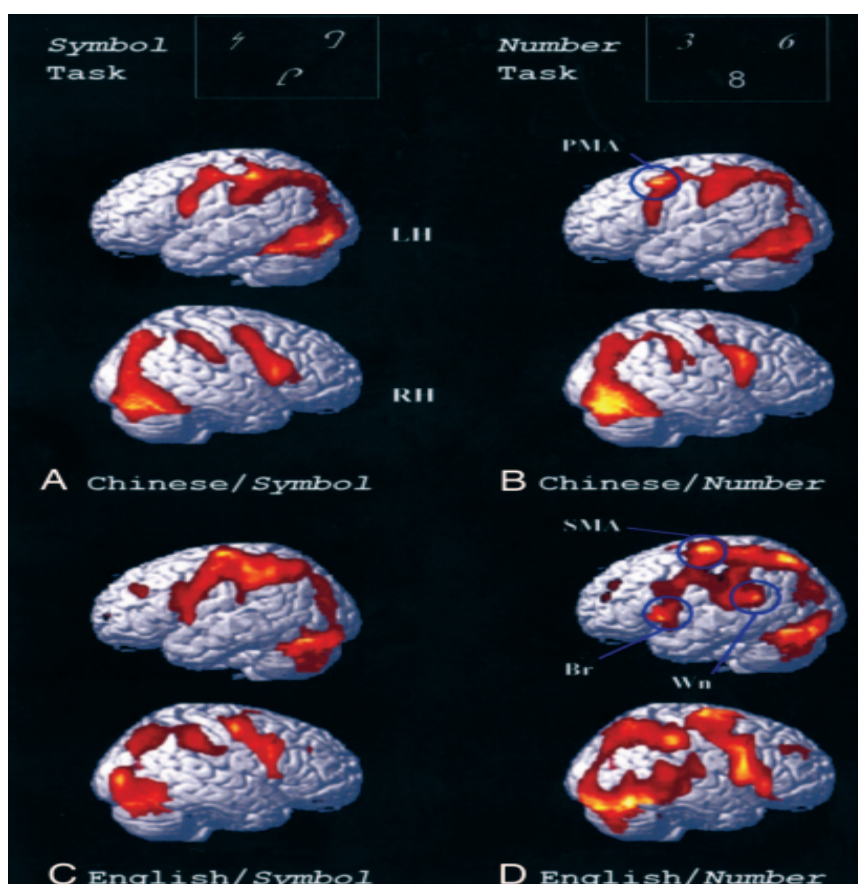 Symbol
Task
Number
Task
3 6
8
PMA
LH
RH
A Chinese/Symbol
B Chinese/Number
SMA
Br
Wn
C English/Symbol
D English/Number